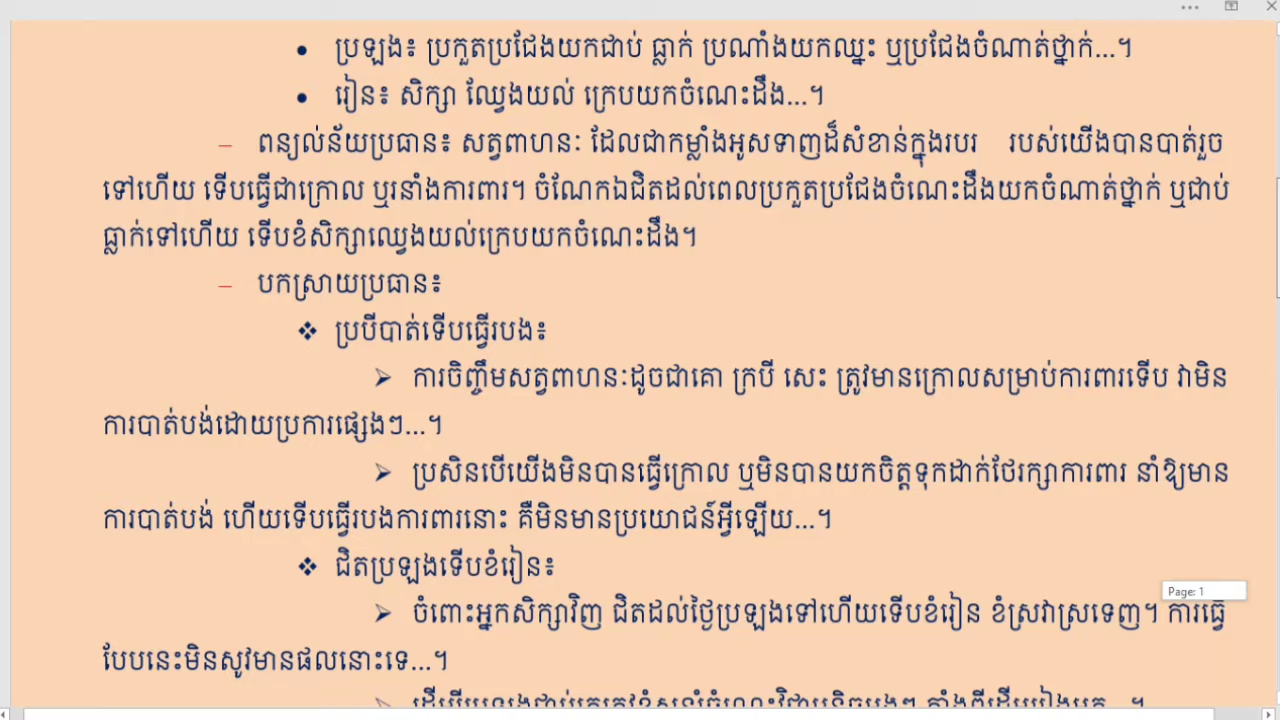 • ប្រឡង៖ ប្រកួតប្រជែងយកជាប់ ធ្លាក់ ប្រណាំងយកឈ្នះ ឬប្រជែងចំណាត់ថ្នាក់...។
• រៀន៖ សិក្សា ឈ្វេងយល់ ក្រេបយកចំណេះដឹង...។
– ពន្យល់ន័យប្រធាន៖ សត្វពាហនៈ ដែលជាកម្លាំងអូសទាញដ៏សំខាន់ក្នុងរបរ របស់យើងបានបាត់រួច
ទៅហើយ ទើបធ្វើជាក្រោល ឬរនាំងការពារ។ ចំណែកឯជិតដល់ពេលប្រកួតប្រជែងចំណេះដឹងយកចំណាត់ថ្នាក់ ឬជាប់
ធ្លាក់ទៅហើយ ទើបខំសិក្សាឈ្វេងយល់ក្រេបយកចំណេះដឹង។
– បកស្រាយប្រធាន៖
❖ ប្របីបាត់ទើបធ្វើរបង៖
➢ ការចិញ្ចឹមសត្វពាហនៈដូចជាគោ ក្របី សេះ ត្រូវមានក្រោលសម្រាប់ការពារទើប វាមិន
ការបាត់បង់ដោយប្រការផ្សេងៗ...។
➢ ប្រសិនបើយើងមិនបានធ្វើក្រោល ឬមិនបានយកចិត្តទុកដាក់ថែរក្សាការពារ នាំឱ្យមាន
ការបាត់បង់ ហើយទើបធ្វើរបងការពារនោះ គឺមិនមានប្រយោជន៍អ្វីឡើយ...។
❖ ជិតប្រឡងទើបខំរៀន៖
➢ ចំពោះអ្នកសិក្សាវិញ ជិតដល់ថ្ងៃប្រឡងទៅហើយទើបខំរៀន ខំស្រវាស្រទេញ។ ការធ្វើ
បែបនេះមិនសូវមានផលនោះទេ...។
Page: 1